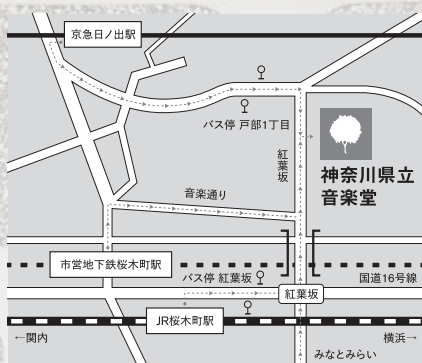 京急日ノ出駅
バス停 戸部1丁目
紅葉坂
神奈川県立
音楽堂
音楽通り
市営地下鉄桜木町駅
バス停 紅葉坂
国道16号線
紅葉坂
JR桜木町駅
←関内
横浜→
みなとみらい